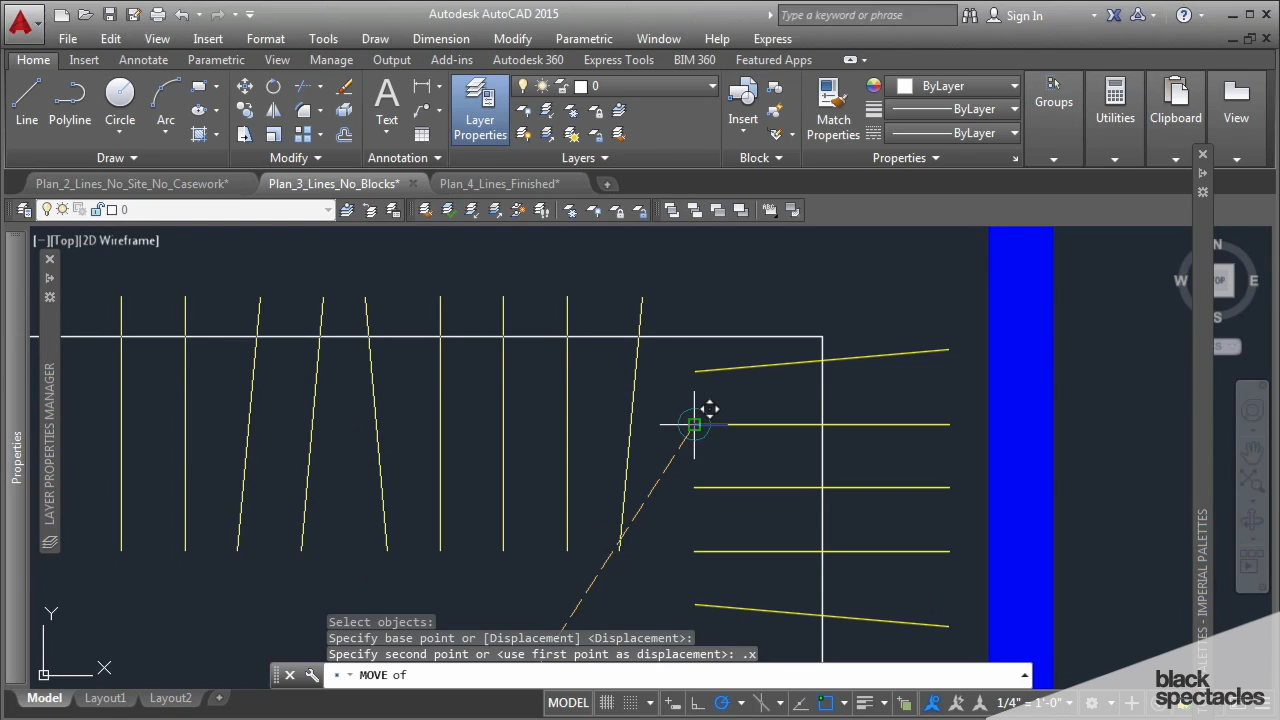 Autodesk AutoCAD 2015
Type a keyword or phrase
Sign In
File Edit View Insert Format Tools Draw Dimension Modify Parametric Window Help Express
Home Insert Annotate Parametric View Manage Output Add-ins Autodesk 360 Express Tools BIM 360 Featured Apps
Line Polyline Circle Arc Text Layer Properties 0 Insert Match Properties ByLayer ByLayer ByLayer Groups Utilities Clipboard View
Draw Modify Annotation Layers Block Properties
Plan_2_Lines_No_Site_No_Casework* Plan_3_Lines_No_Blocks* Plan_4_Lines_Finished*
0
[−][Top][2D Wireframe]
N
W E
S
Properties
LAYER PROPERTIES MANAGER
Y
X
Select objects:
Specify base point or [Displacement] <Displacement>:
Specify second point or <use first point as displacement>: .x
MOVE of
Model Layout1 Layout2 + MODEL 1/4" = 1'-0"
black
spectacles